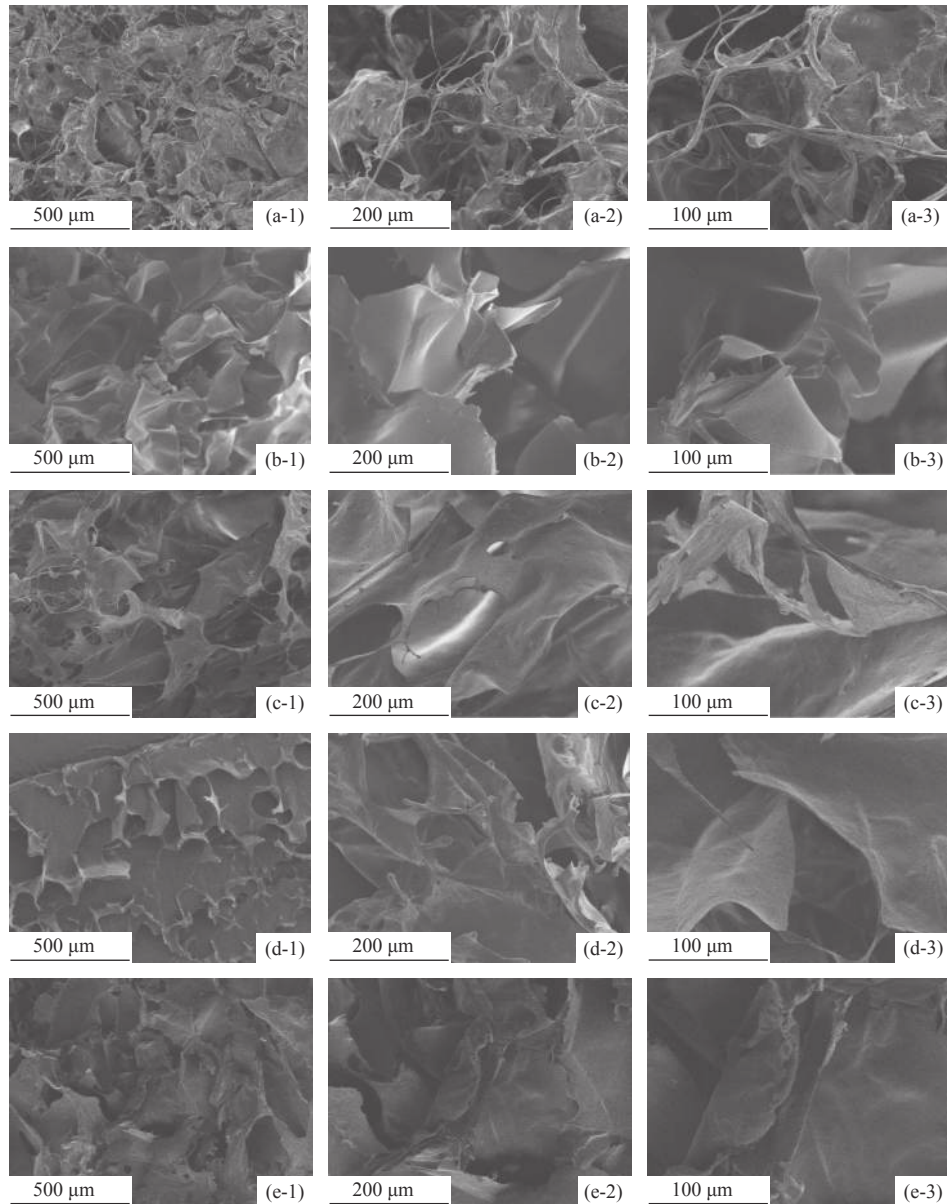 500 μm (a-1) 200 μm (a-2) 100 μm (a-3)
500 μm (b-1) 200 μm (b-2) 100 μm (b-3)
500 μm (c-1) 200 μm (c-2) 100 μm (c-3)
500 μm (d-1) 200 μm (d-2) 100 μm (d-3)
500 μm (e-1) 200 μm (e-2) 100 μm (e-3)